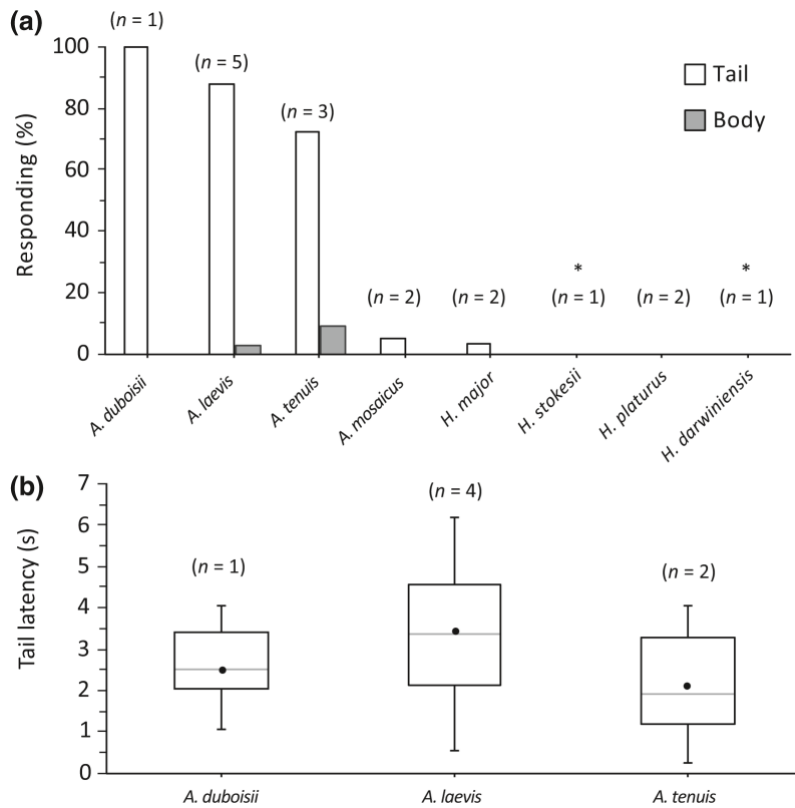 (a)
(n = 1)
100
(n = 5)
Tail
80
(n = 3)
Body
60
Responding (%)
40
*
*
20
(n = 2)
(n = 2)
(n = 1)
(n = 2)
(n = 1)
0
A. duboisii
A. laevis
A. tenuis
A. mosaicus
H. major
H. stokesii
H. platurus
H. darwiniensis
(b)
7
(n = 4)
6
5
(n = 1)
(n = 2)
4
Tail latency (s)
3
2
1
0
A. duboisii
A. laevis
A. tenuis